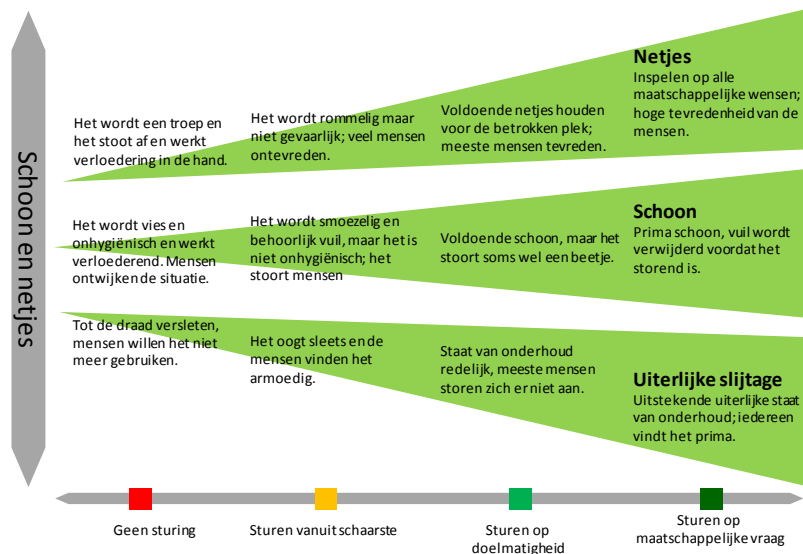 Schoon en netjes
Het wordt een troep en
het stoot af en werkt
verloedering in de hand.
Het wordt rommelig maar
niet gevaarlijk; veel mensen
ontevreden.
Voldoende netjes houden
voor de betrokken plek;
meeste mensen tevreden.
Netjes
Inspelen op alle
maatschappelijke wensen;
hoge tevredenheid van de
mensen.
Het wordt vies en
onhygiënisch en werkt
verloederend. Mensen
ontwijken de situatie.
Het wordt smoezelig en
behoorlijk vuil, maar het is
niet onhygiënisch; het
stoort mensen
Voldoende schoon, maar het
stoort soms wel een beetje.
Schoon
Prima schoon, vuil wordt
verwijderd voordat het
storend is.
Tot de draad versleten,
mensen willen het niet
meer gebruiken.
Het oogt sleets en de
mensen vinden het
armoedig.
Staat van onderhoud
redelijk, meeste mensen
storen zich er niet aan.
Uiterlijke slijtage
Uitstekende uiterlijke staat
van onderhoud; iedereen
vindt het prima.
Geen sturing
Sturen vanuit schaarste
Sturen op
doelmatigheid
Sturen op
maatschappelijke vraag